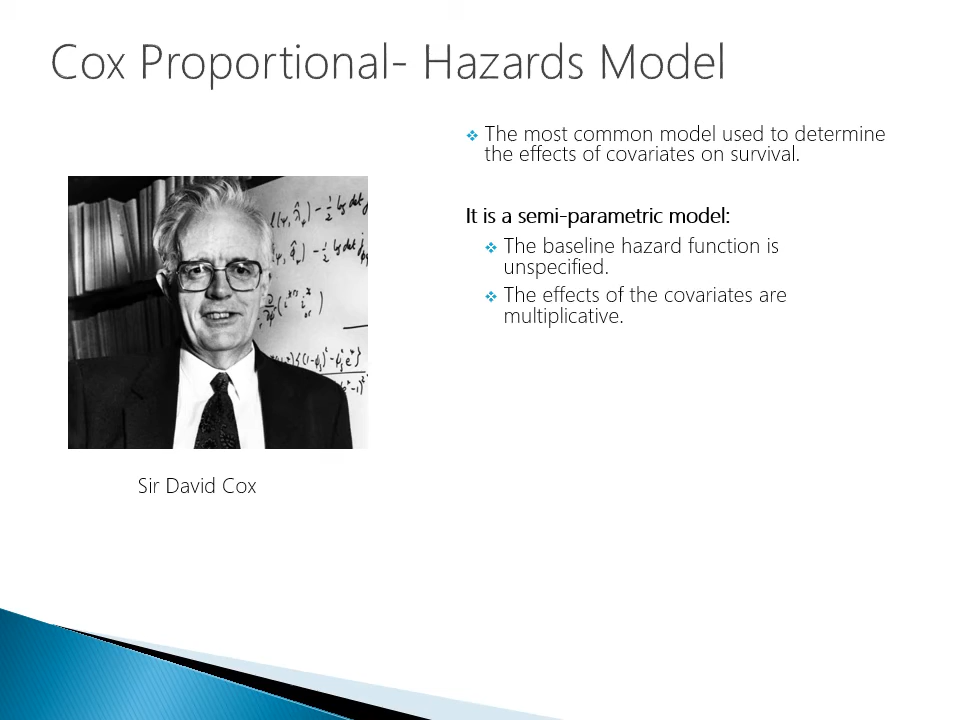 Cox Proportional- Hazards Model
The most common model used to determine
the effects of covariates on survival.
It is a semi-parametric model:
The baseline hazard function is
unspecified.
The effects of the covariates are
multiplicative.
Sir David Cox